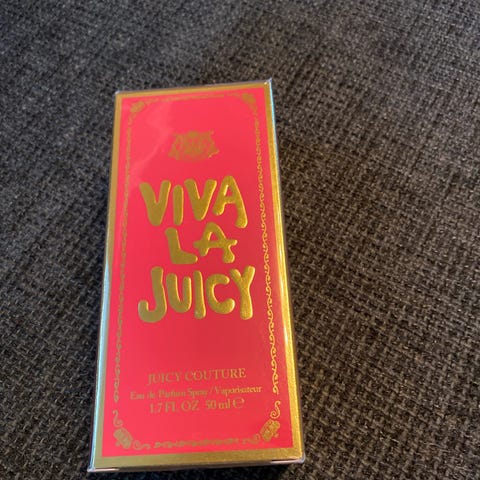 VIVA
LA
JUICY
JUICY COUTURE
Eau de Parfum Spray / Vaporisateur
1.7 FL OZ 50 ml ℮